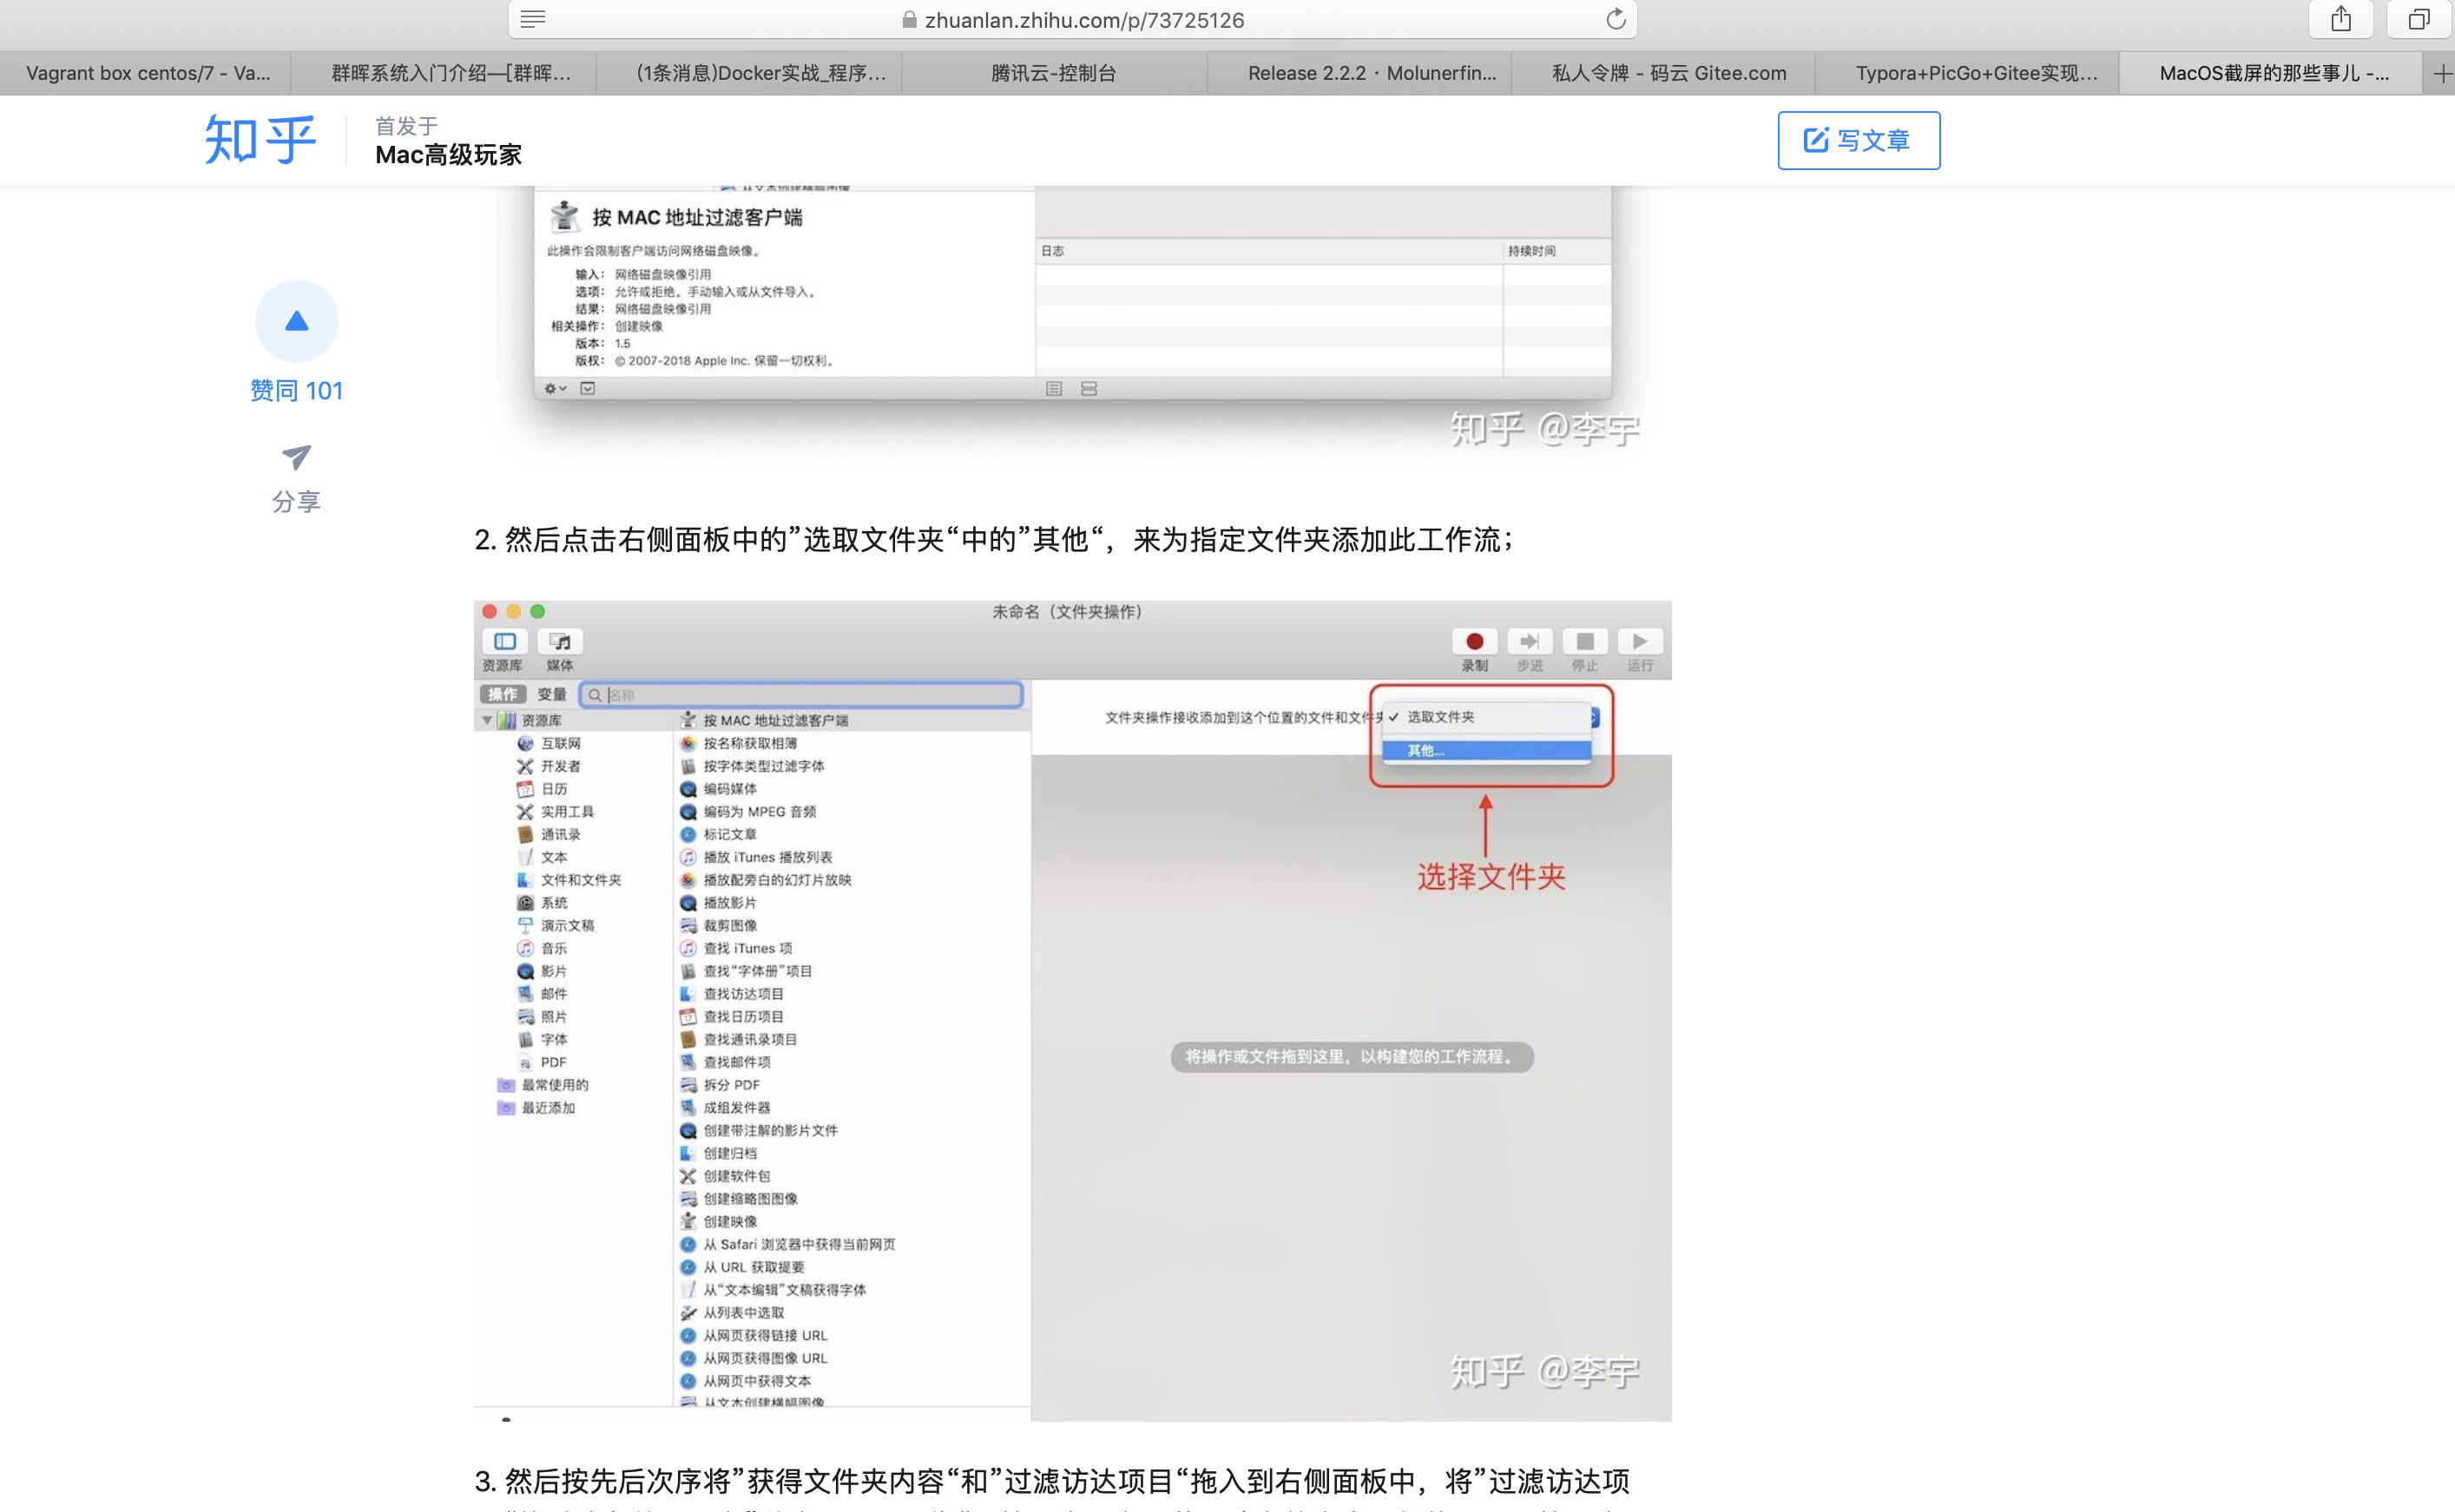 zhuanlan.zhihu.com/p/73725126
Vagrant box centos/7 - Va...
群晖系统入门介绍—[群晖...
(1条消息)Docker实战_程序...
腾讯云-控制台
Release 2.2.2 · Molunerfin...
私人令牌 - 码云 Gitee.com
Typora+PicGo+Gitee实现...
MacOS截屏的那些事儿 -...
知乎
首发于
Mac高级玩家
写文章
从文本创建横幅图像
按 MAC 地址过滤客户端
此操作会限制客户端访问网络磁盘映像。
输入: 网络磁盘映像引用
选项: 允许或拒绝。手动输入或从文件导入。
结果: 网络磁盘映像引用
相关操作: 创建映像
版本: 1.5
版权: © 2007-2018 Apple Inc. 保留一切权利。
日志
持续时间
知乎 @李宇
赞同 101
分享
2. 然后点击右侧面板中的”选取文件夹“中的”其他“，来为指定文件夹添加此工作流；
未命名（文件夹操作）
资源库
媒体
录制
步进
停止
运行
操作
变量
名称
文件夹操作接收添加到这个位置的文件和文件夹
选取文件夹
其他...
选择文件夹
将操作或文件拖到这里，以构建您的工作流程。
资源库
互联网
开发者
日历
实用工具
通讯录
文本
文件和文件夹
系统
演示文稿
音乐
影片
邮件
照片
字体
PDF
最常使用的
最近添加
按 MAC 地址过滤客户端
按名称获取相簿
按字体类型过滤字体
编码媒体
编码为 MPEG 音频
标记文章
播放 iTunes 播放列表
播放配旁白的幻灯片放映
播放影片
裁剪图像
查找 iTunes 项
查找“字体册”项目
查找访达项目
查找日历项目
查找通讯录项目
查找邮件项
拆分 PDF
成组发件器
创建带注解的影片文件
创建归档
创建软件包
创建缩略图图像
创建映像
从 Safari 浏览器中获得当前网页
从 URL 获取提要
从“文本编辑”文稿获得字体
从列表中选取
从网页获得链接 URL
从网页获得图像 URL
从网页中获得文本
从文本创建横幅图像
知乎 @李宇
3. 然后按先后次序将”获得文件夹内容“和”过滤访达项目“拖入到右侧面板中，将”过滤访达项